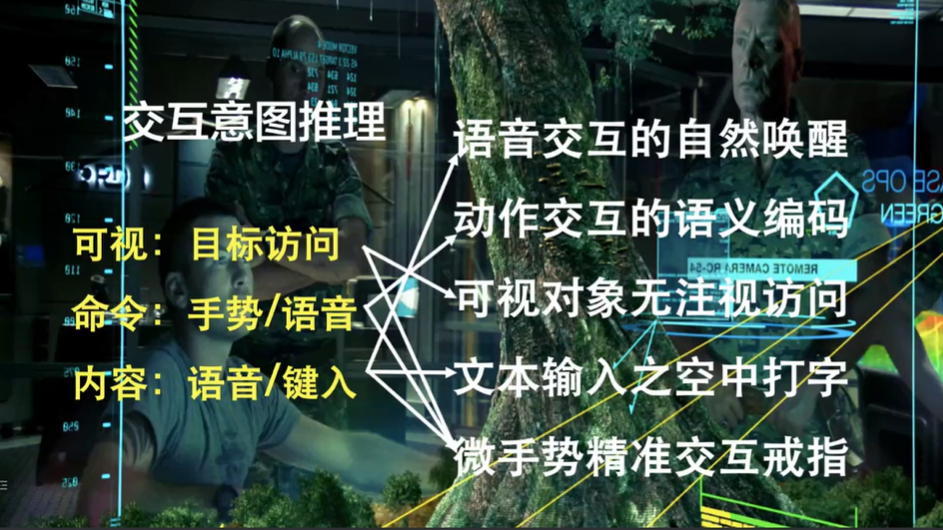 交互意图推理
可视：目标访问
命令：手势/语音
内容：语音/键入
语音交互的自然唤醒
动作交互的语义编码
可视对象无注视访问
文本输入之空中打字
微手势精准交互戒指
REMOTE CAMERA RC-54
OPS
GREEN